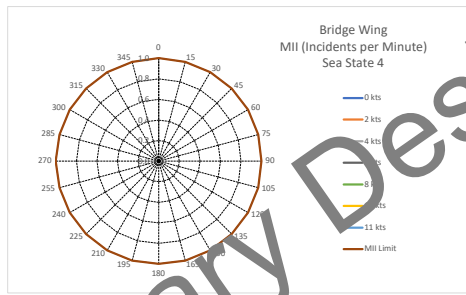 Bridge Wing
MII (Incidents per Minute)
Sea State 4
0
345 15
330 30
315 45
300 60
285 75
270 90
255 105
240 120
225 135
210
195
180
1.0
0.8
0.6
0.4
0 kts
2 kts
4 kts
8
11 kts
MII Limit
ary Des